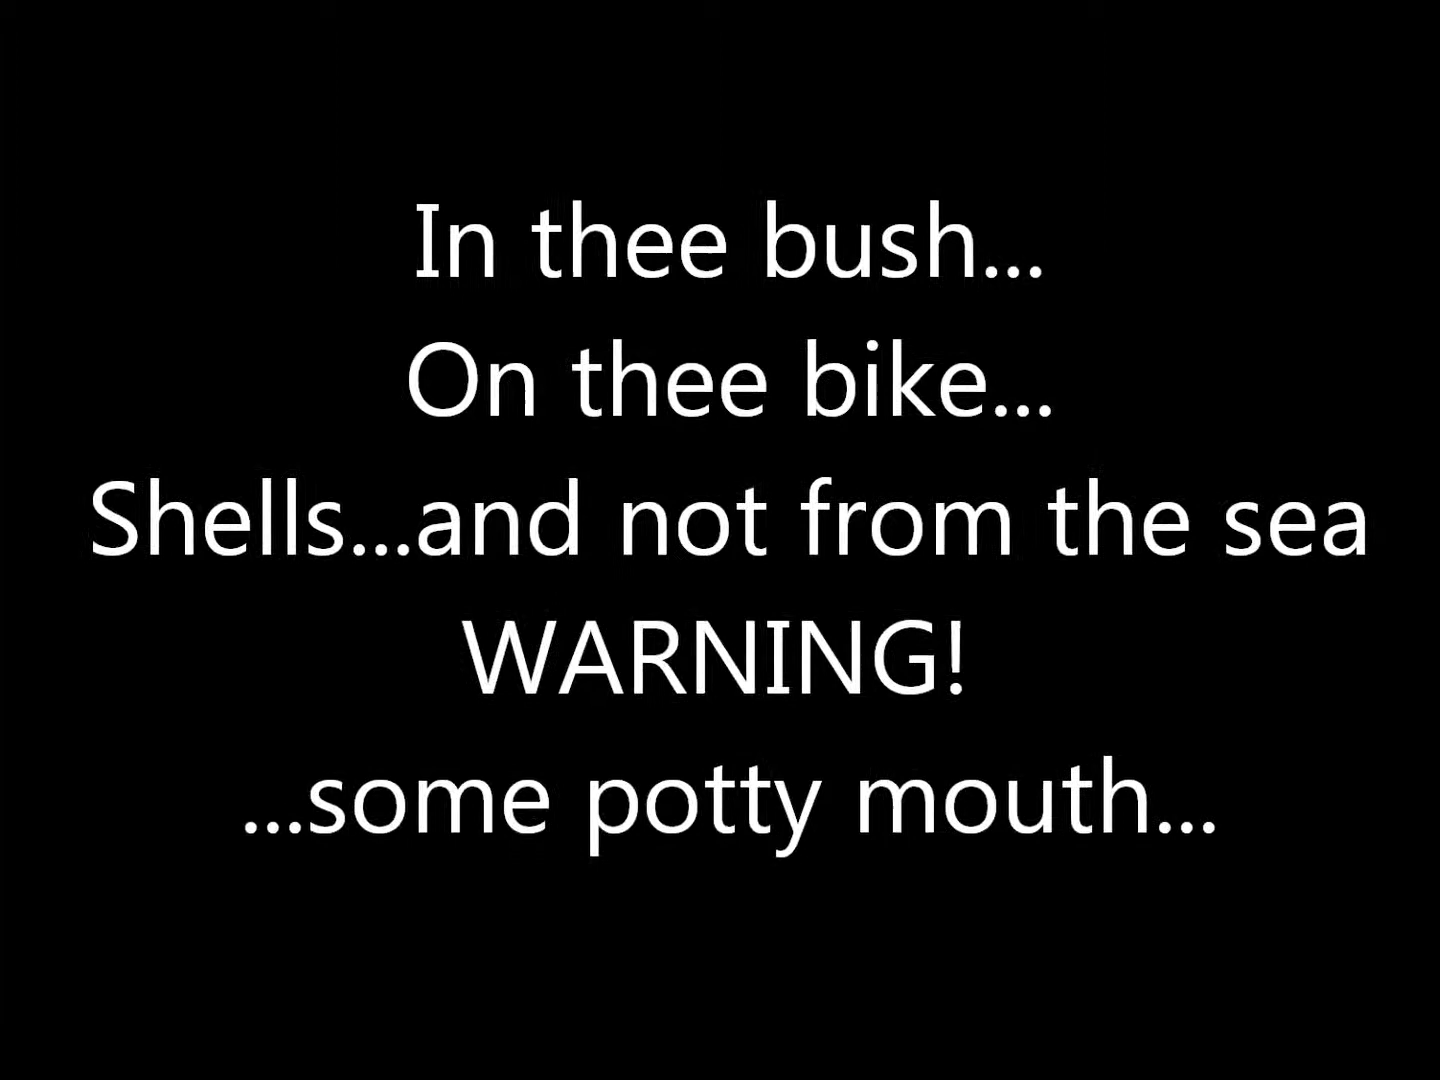 In thee bush...
On thee bike...
Shells...and not from the sea
WARNING!
...some potty mouth...